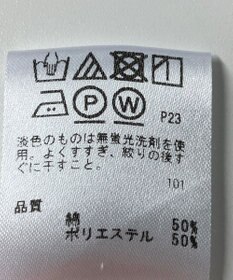 P W P23
淡色のものは無蛍光洗剤を使
用。よくすすぎ、絞りの後す
ぐに干すこと。
101
品質
綿 50%
ポリエステル 50%